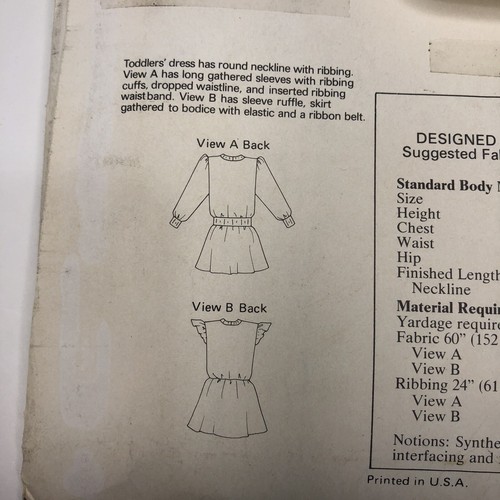 Toddlers' dress has round neckline with ribbing.
View A has long gathered sleeves with ribbing
cuffs, dropped waistline, and inserted ribbing
waistband. View B has sleeve ruffle, skirt
gathered to bodice with elastic and a ribbon belt.
View A Back
View B Back
DESIGNED
Suggested Fa
Standard Body
Size
Height
Chest
Waist
Hip
Finished Length
Neckline
Material Requir
Yardage require
Fabric 60" (152
View A
View B
Ribbing 24" (61
View A
View B
Notions: Synthe
interfacing and
Printed in U.S.A.